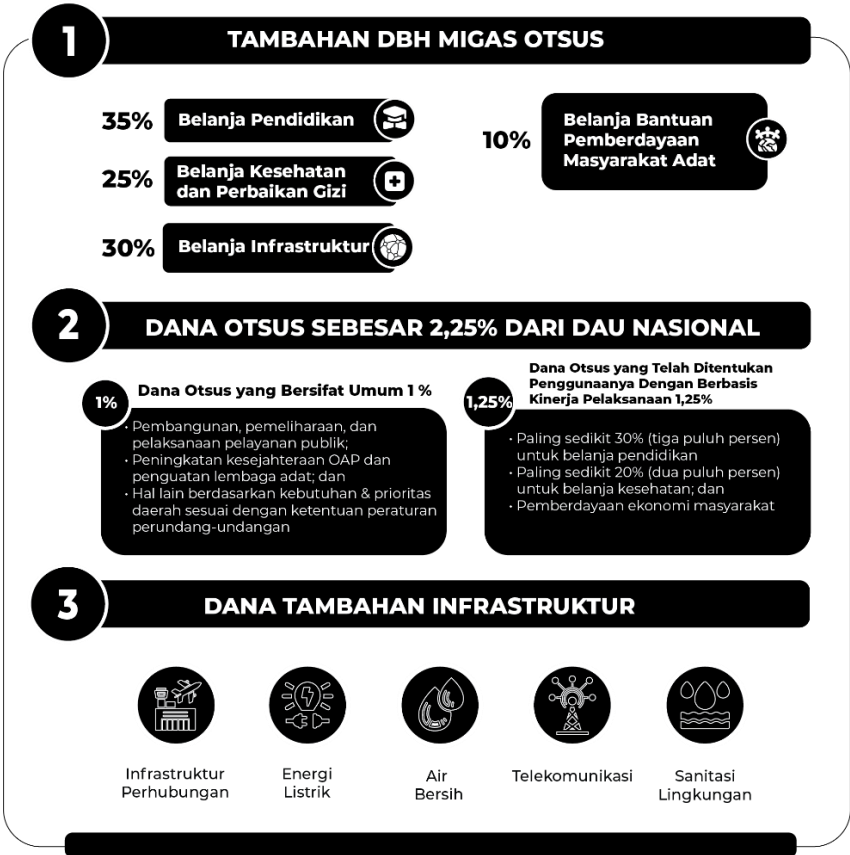 1
TAMBAHAN DBH MIGAS OTSUS
35%
Belanja Pendidikan
25%
Belanja Kesehatan
dan Perbaikan Gizi
30%
Belanja Infrastruktur
10%
Belanja Bantuan
Pemberdayaan
Masyarakat Adat
2
DANA OTSUS SEBESAR 2,25% DARI DAU NASIONAL
1%
Dana Otsus yang Bersifat Umum 1 %
• Pembangunan, pemeliharaan, dan
pelaksanaan pelayanan publik;
• Peningkatan kesejahteraan OAP dan
penguatan lembaga adat; dan
• Hal lain berdasarkan kebutuhan & prioritas
daerah sesuai dengan ketentuan peraturan
perundang-undangan
1,25%
Dana Otsus yang Telah Ditentukan
Penggunaanya Dengan Berbasis
Kinerja Pelaksanaan 1,25%
• Paling sedikit 30% (tiga puluh persen)
untuk belanja pendidikan
• Paling sedikit 20% (dua puluh persen)
untuk belanja kesehatan; dan
• Pemberdayaan ekonomi masyarakat
3
DANA TAMBAHAN INFRASTRUKTUR
Infrastruktur
Perhubungan
Energi
Listrik
Air
Bersih
Telekomunikasi
Sanitasi
Lingkungan